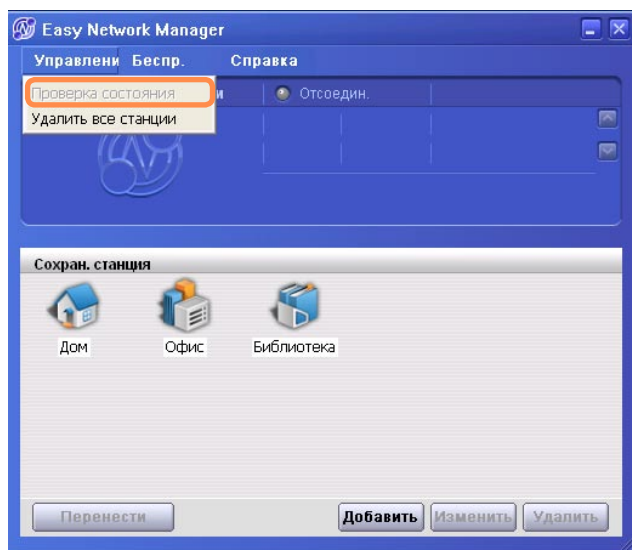 Easy Network Manager
Управлени Беспр. Справка
Проверка состояния и Отсоедин.
Удалить все станции
Сохран. станция
Дом Офис Библиотека
Перенести Добавить Изменить Удалить